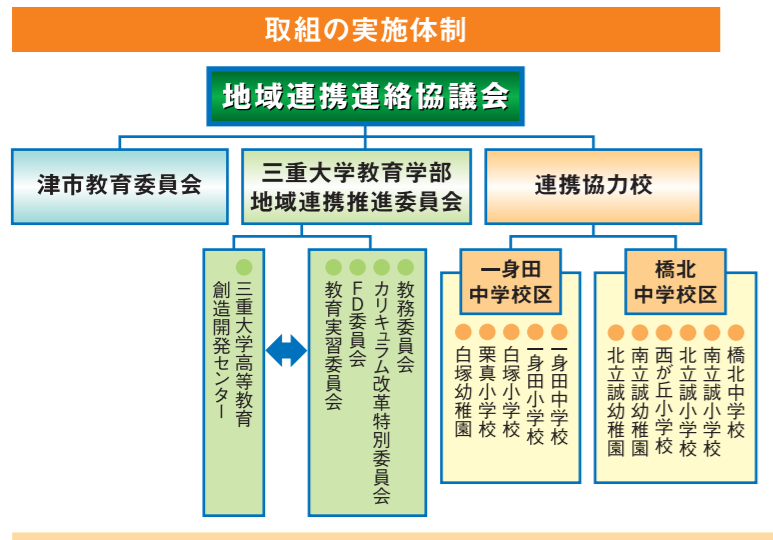 取組の実施体制
地域連携連絡協議会
津市教育委員会
三重大学教育学部
地域連携推進委員会
連携協力校
三重大学高等教育
創造開発センター
教務委員会
カリキュラム改革特別委員会
FD委員会
教育実習委員会
一身田
中学校区
一身田中学校
一身田小学校
白塚小学校
栗真小学校
白塚幼稚園
橋北
中学校区
橋北中学校
南立誠小学校
北立誠小学校
西が丘小学校
南立誠幼稚園
北立誠幼稚園